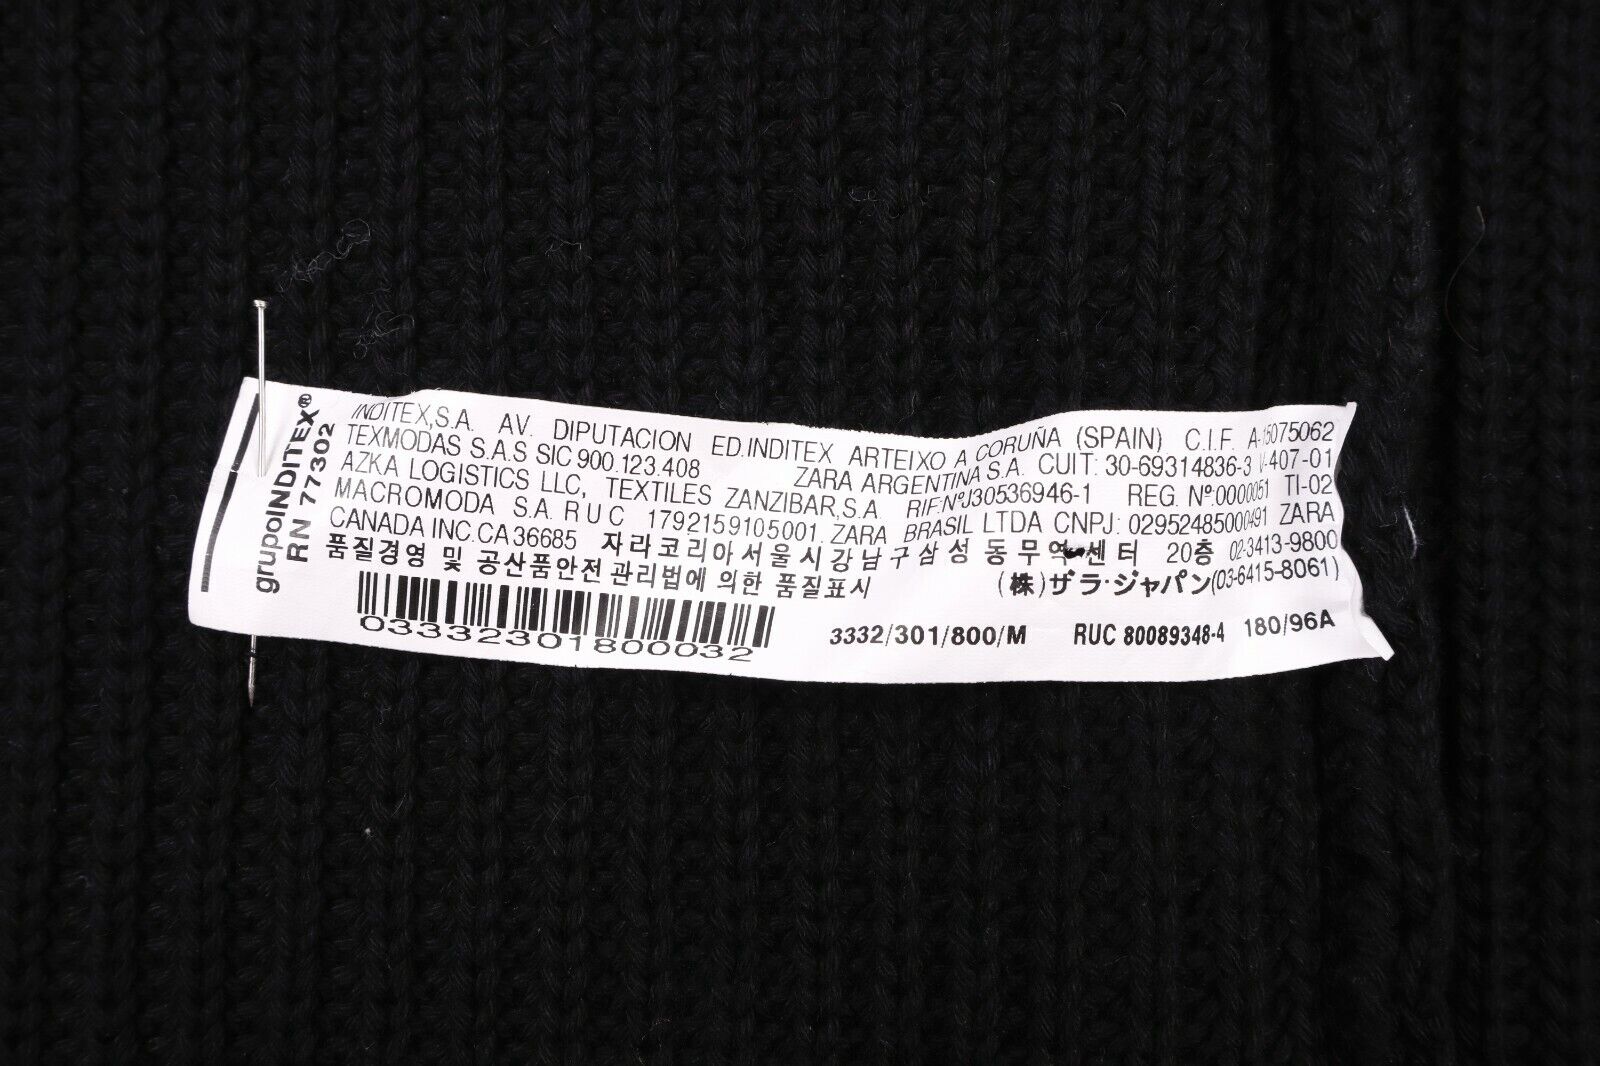 grupoINDITEX®
RN 77302
INDITEX,S.A. AV. DIPUTACION ED.INDITEX ARTEIXO A CORUÑA (SPAIN) C.I.F. A-15075062
TEXMODAS S.A.S SIC 900.123.408 ZARA ARGENTINA S.A. CUIT: 30-69314836-3 V-407-01
AZKA LOGISTICS LLC, TEXTILES ZANZIBAR,S.A RIF:Nº J30536946-1 REG. Nº:0000051 TI-02
MACROMODA S.A. R U C 1792159105001. ZARA BRASIL LTDA CNPJ: 02952485000491 ZARA
CANADA INC.CA 36685 자라코리아서울시강남구삼성동무역센터 20층 02-3413-9800
품질경영 및 공산품안전 관리법에 의한 품질표시 (株)ザラ・ジャパン(03-6415-8061)
03332301800032 3332/301/800/M RUC 80089348-4 180/96A